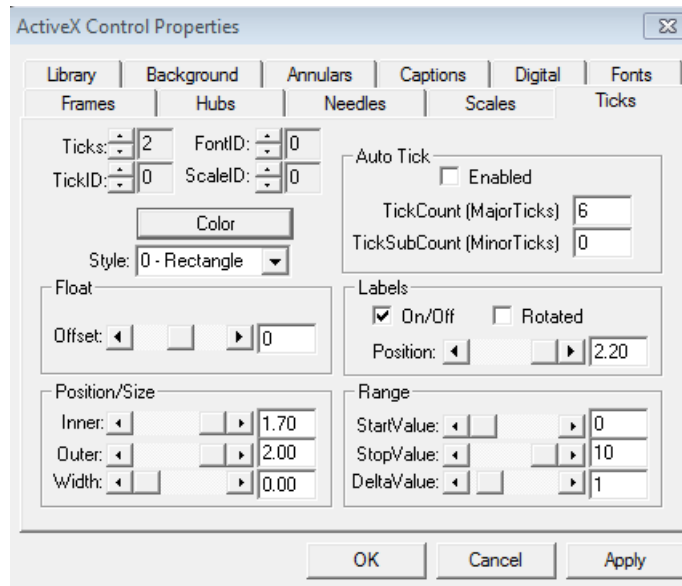 ActiveX Control Properties
Library Background Annulars Captions Digital Fonts
Frames Hubs Needles Scales Ticks
Ticks: 2 FontID: 0
TickID: 0 ScaleID: 0
Color
Style: 0 - Rectangle
Auto Tick
Enabled
TickCount (MajorTicks) 6
TickSubCount (MinorTicks) 0
Float
Offset: 0
Labels
On/Off Rotated
Position: 2.20
Position/Size
Inner: 1.70
Outer: 2.00
Width: 0.00
Range
StartValue: 0
StopValue: 10
DeltaValue: 1
OK Cancel Apply